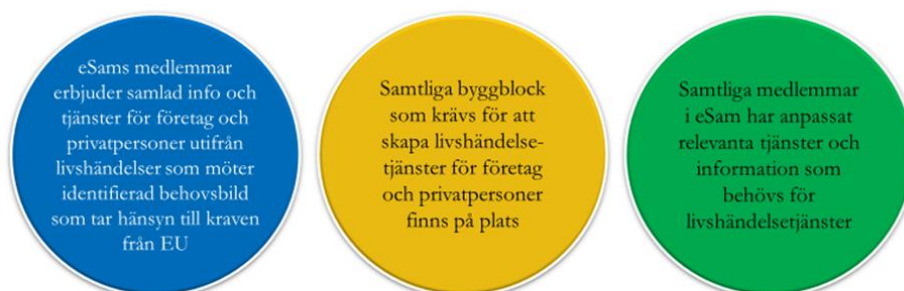 eSams medlemmar
erbjuder samlad info och
tjänster för företag och
privatpersoner utifrån
livshändelser som möter
identifierad behovsbild
som tar hänsyn till kraven
från EU
Samtliga byggblock
som krävs för att
skapa livshändelse-
tjänster för företag
och privatpersoner
finns på plats
Samtliga medlemmar
i eSam har anpassat
relevanta tjänster och
information som
behövs för
livshändelsetjänster